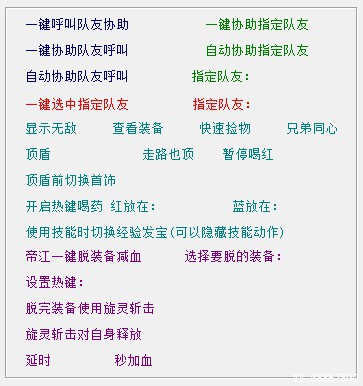 一键呼叫队友协助 一键协助指定队友
一键协助队友呼叫 自动协助指定队友
自动协助队友呼叫 指定队友：
一键选中指定队友 指定队友：
显示无敌 查看装备 快速捡物 兄弟同心
顶盾 走路也顶 暂停喝红
顶盾前切换首饰
开启热键喝药 红放在： 蓝放在：
使用技能时切换经验发宝(可以隐藏技能动作)
帝江一键脱装备减血 选择要脱的装备：
设置热键：
脱完装备使用旋灵斩击
旋灵斩击对自身释放
延时 秒加血